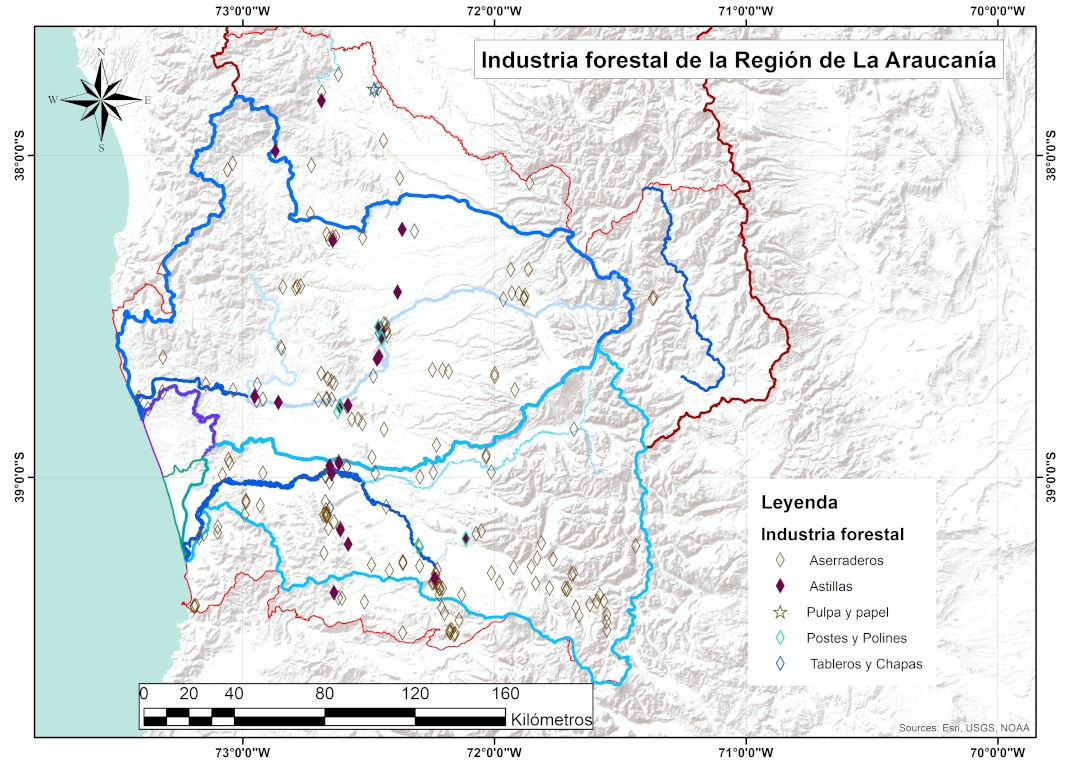 73°0'0"W 72°0'0"W 71°0'0"W 70°0'0"W
Industria forestal de la Región de La Araucanía
N
W E
S
38°0'0"S 38°0'0"S
39°0'0"S 39°0'0"S
Leyenda
Industria forestal
Aserraderos
Astillas
Pulpa y papel
Postes y Polines
Tableros y Chapas
0 20 40 80 120 160
Kilómetros
Sources: Esri, USGS, NOAA
73°0'0"W 72°0'0"W 71°0'0"W 70°0'0"W